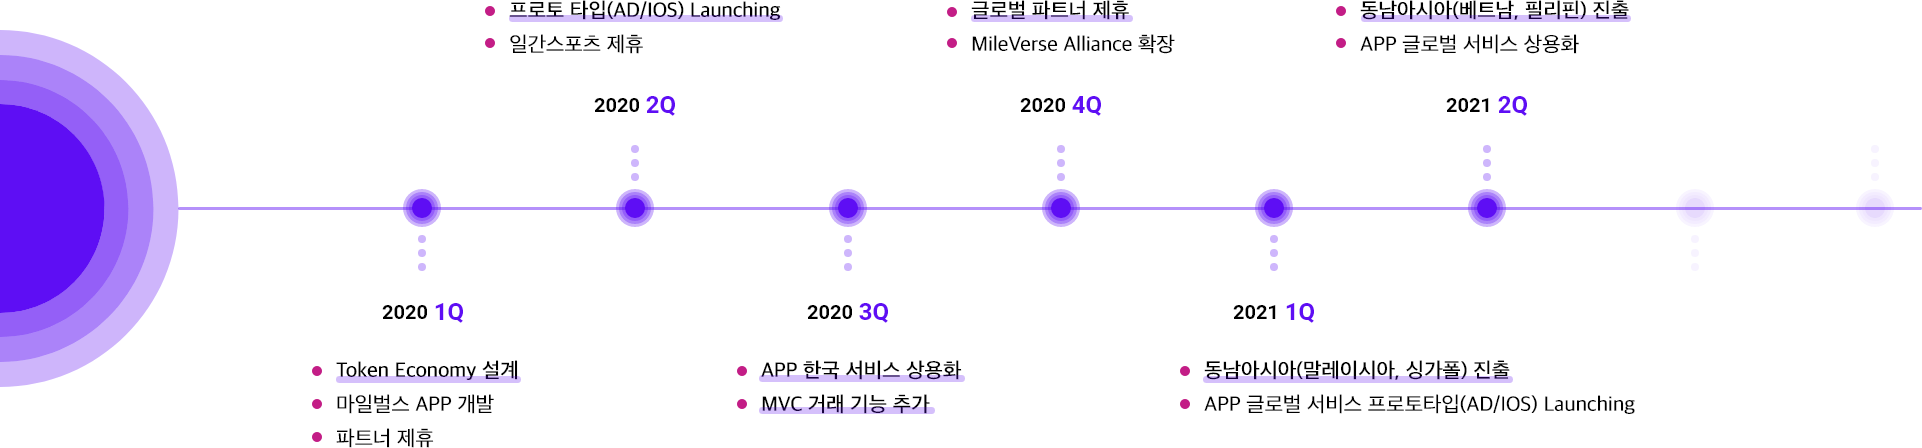 프로토 타입(AD/IOS) Launching
일간스포츠 제휴
2020 2Q
글로벌 파트너 제휴
MileVerse Alliance 확장
2020 4Q
동남아시아(베트남, 필리핀) 진출
APP 글로벌 서비스 상용화
2021 2Q
2020 1Q
Token Economy 설계
마일벌스 APP 개발
파트너 제휴
2020 3Q
APP 한국 서비스 상용화
MVC 거래 기능 추가
2021 1Q
동남아시아(말레이시아, 싱가폴) 진출
APP 글로벌 서비스 프로토타입(AD/IOS) Launching